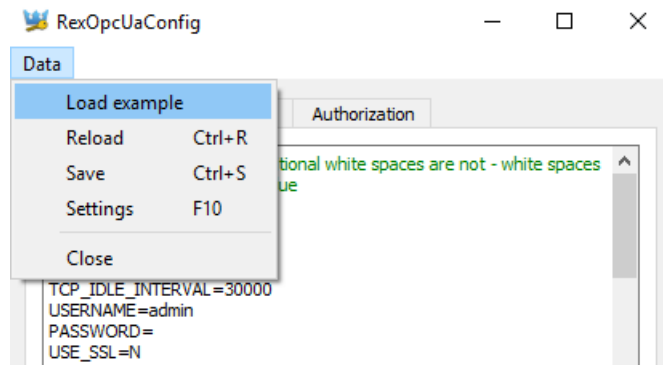 RexOpcUaConfig
Data
Load example
Reload Ctrl+R
Save Ctrl+S
Settings F10
Close
Authorization
tional white spaces are not - white spaces
ue
TCP_IDLE_INTERVAL=30000
USERNAME=admin
PASSWORD=
USE_SSL=N